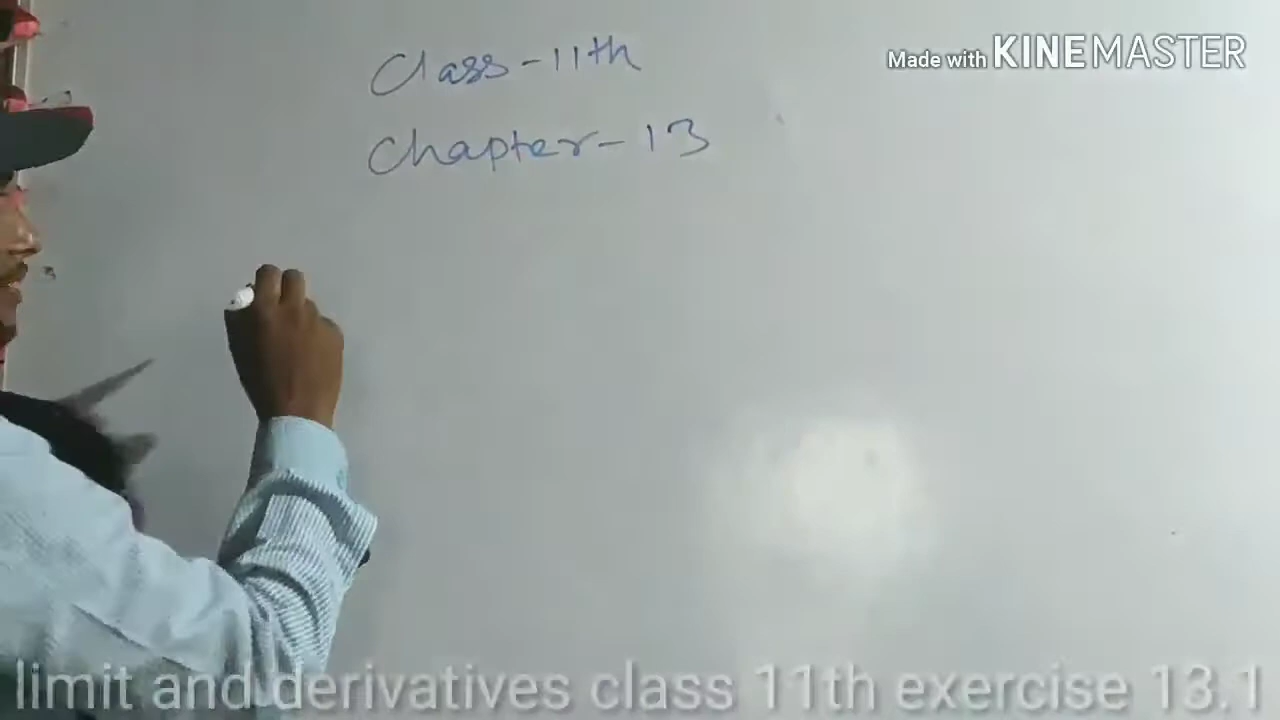 Class-11th
Made with KINEMASTER
Chapter-13
limit and derivatives class 11th exercise 13.1